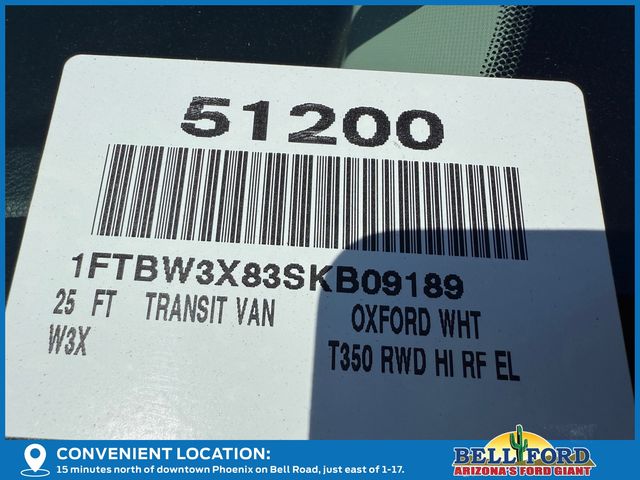 51200
1FTBW3X83SKB09189
25 FT TRANSIT VAN OXFORD WHT
W3X T350 RWD HI RF EL
CONVENIENT LOCATION:
15 minutes north of downtown Phoenix on Bell Road, just east of 1-17.
BELL FORD
ARIZONA'S FORD GIANT